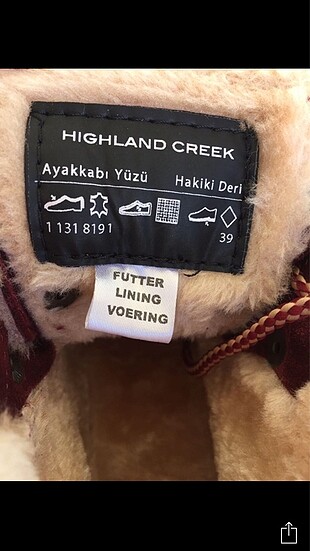 HIGHLAND CREEK
Ayakkabı Yüzü Hakiki Deri
1 131 8191 39
FUTTER
LINING
VOERING